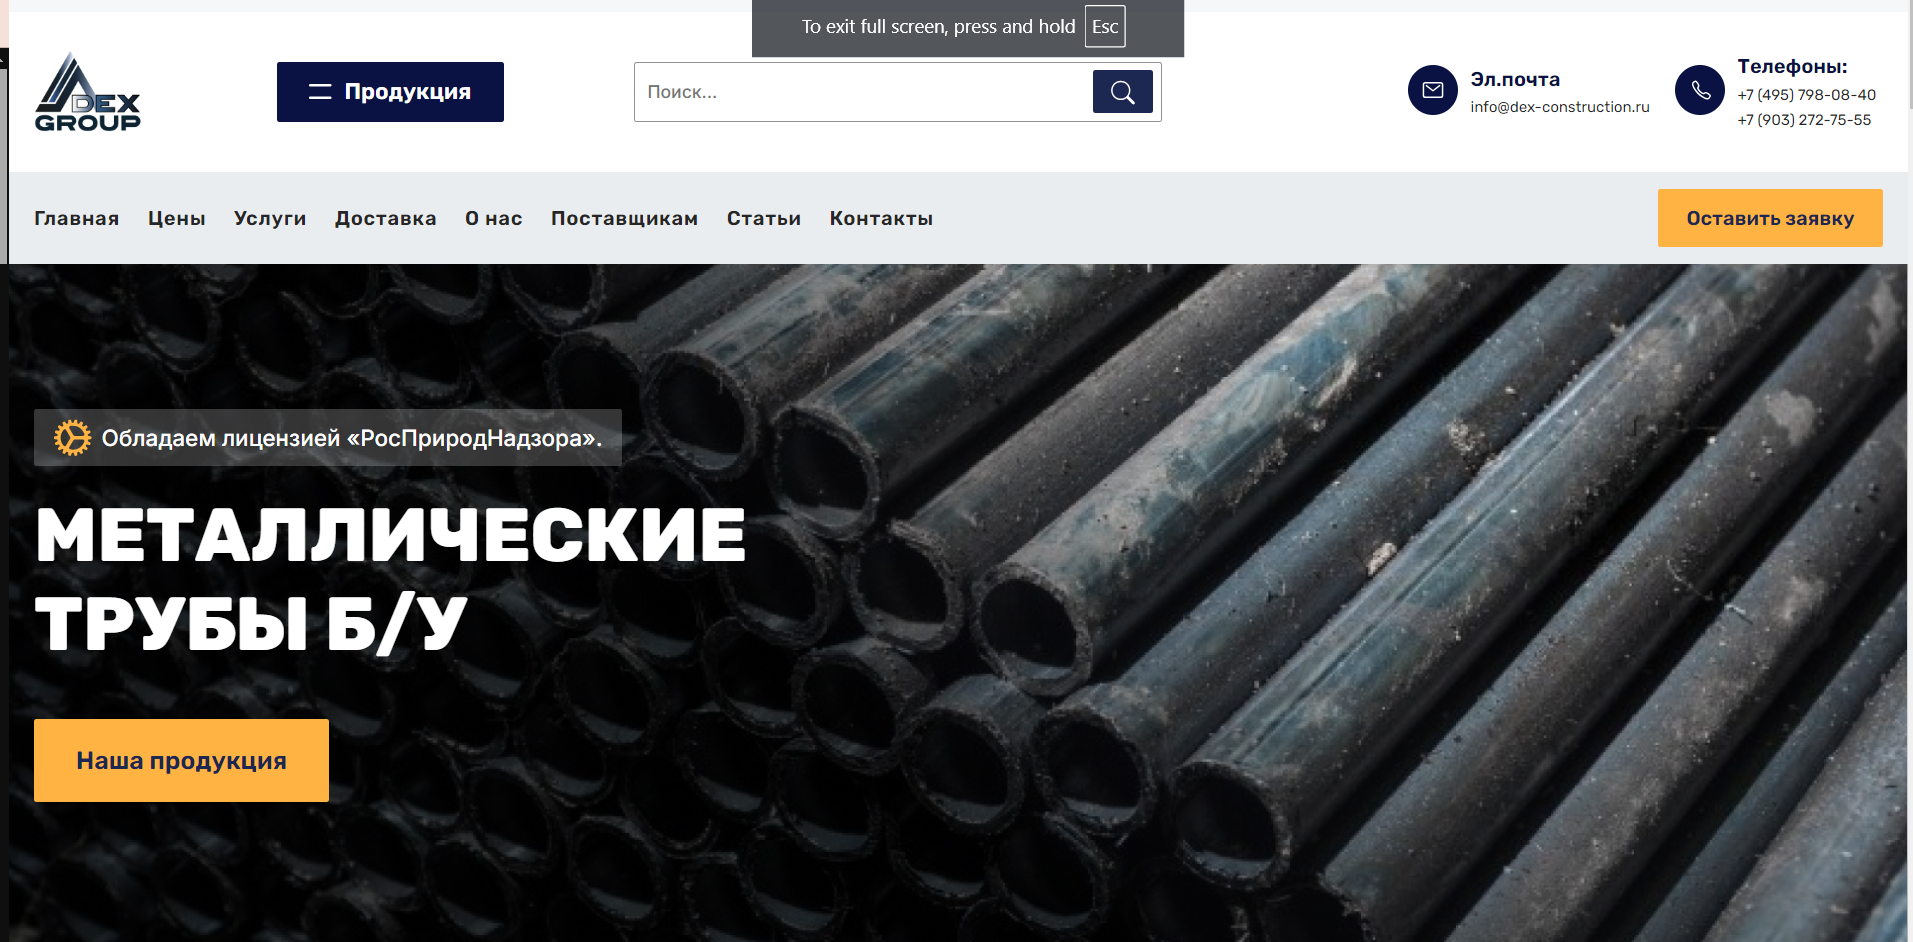 To exit full screen, press and hold Esc
DEX
GROUP
Продукция
Поиск...
Эл.почта
info@dex-construction.ru
Телефоны:
+7 (495) 798-08-40
+7 (903) 272-75-55
Главная Цены Услуги Доставка О нас Поставщикам Статьи Контакты
Оставить заявку
Обладаем лицензией «РосПриродНадзора».
МЕТАЛЛИЧЕСКИЕ
ТРУБЫ Б/У
Наша продукция